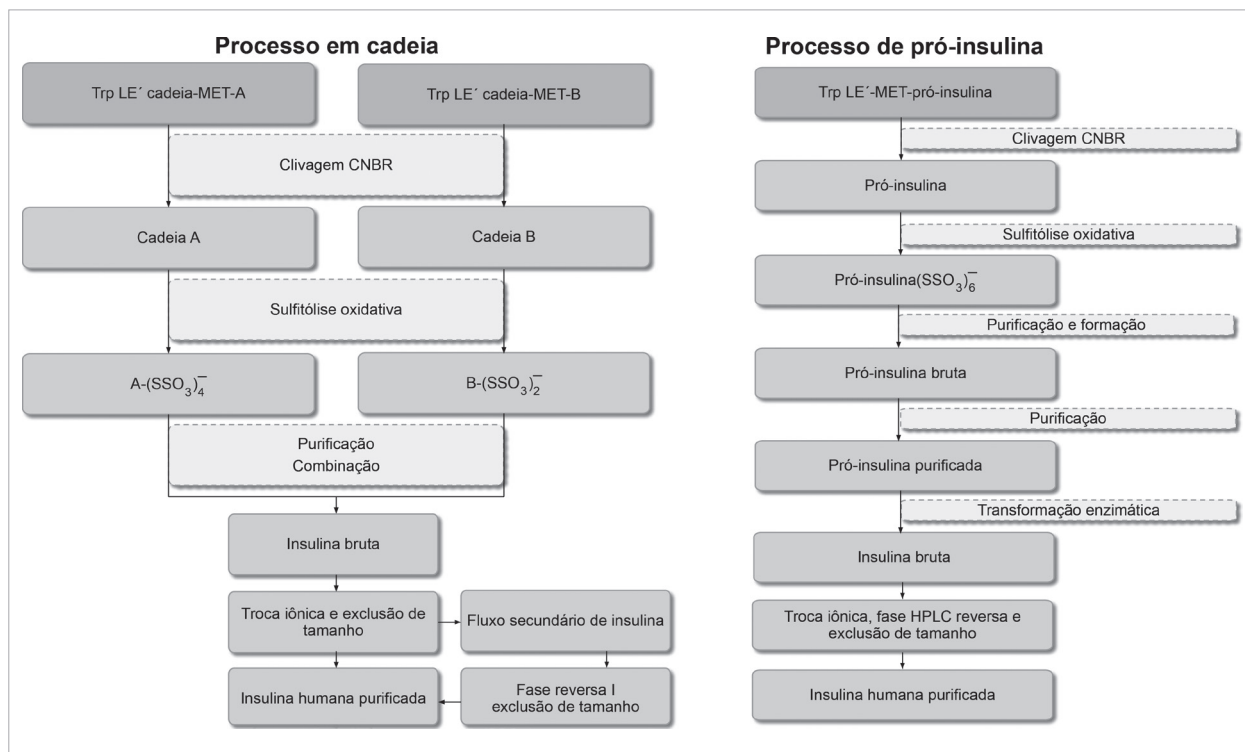 Processo em cadeia
Trp LE´ cadeia-MET-A
Trp LE´ cadeia-MET-B
Clivagem CNBR
Cadeia A
Cadeia B
Sulfitólise oxidativa
A-(SSO₃)₄⁻
B-(SSO₃)₂⁻
Purificação
Combinação
Insulina bruta
Troca iônica e exclusão de
tamanho
Fluxo secundário de insulina
Insulina humana purificada
Fase reversa I
exclusão de tamanho
Processo de pró-insulina
Trp LE´-MET-pró-insulina
Clivagem CNBR
Pró-insulina
Sulfitólise oxidativa
Pró-insulina(SSO₃)₆⁻
Purificação e formação
Pró-insulina bruta
Purificação
Pró-insulina purificada
Transformação enzimática
Insulina bruta
Troca iônica, fase HPLC reversa e
exclusão de tamanho
Insulina humana purificada